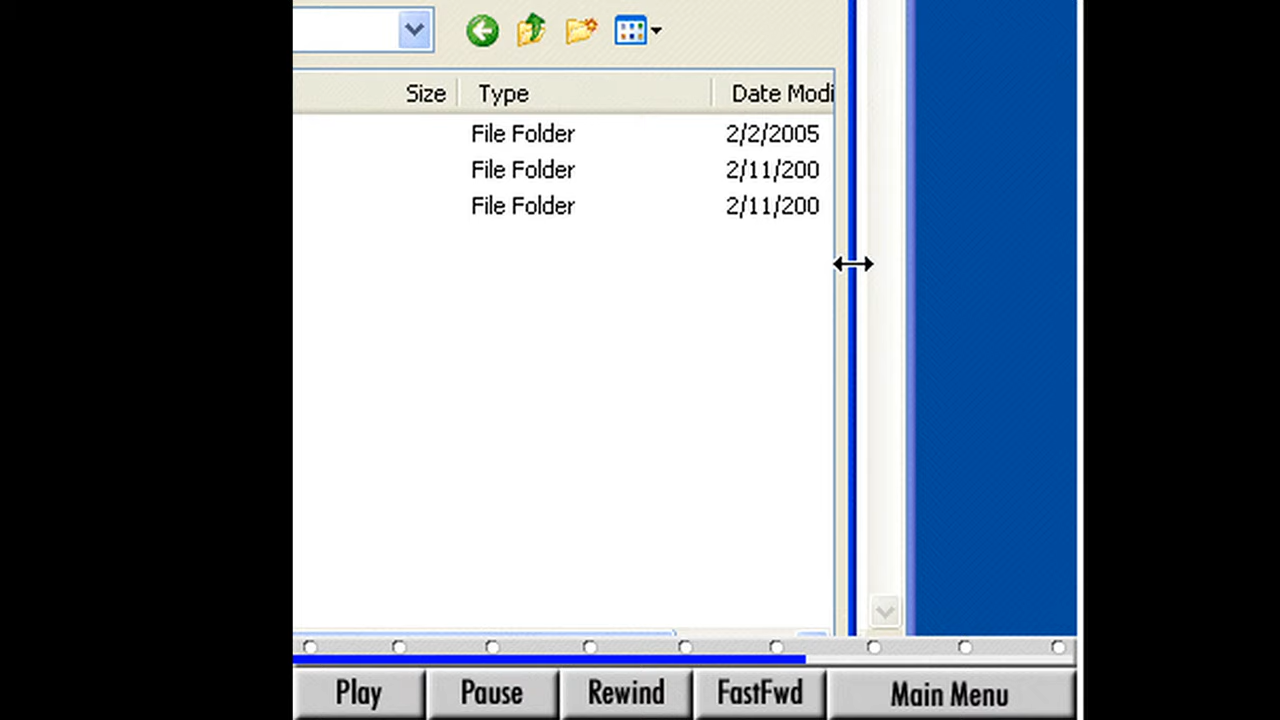 Size Type Date Modi
File Folder 2/2/2005
File Folder 2/11/200
File Folder 2/11/200
Play Pause Rewind FastFwd Main Menu